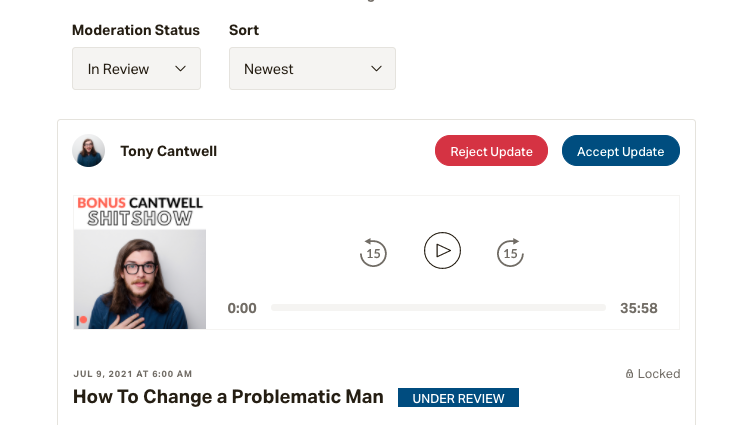 Moderation Status
Sort
In Review
Newest
Tony Cantwell
Reject Update
Accept Update
BONUS CANTWELL
SHITSHOW
15
15
0:00
35:58
JUL 9, 2021 AT 6:00 AM
Locked
How To Change a Problematic Man
UNDER REVIEW